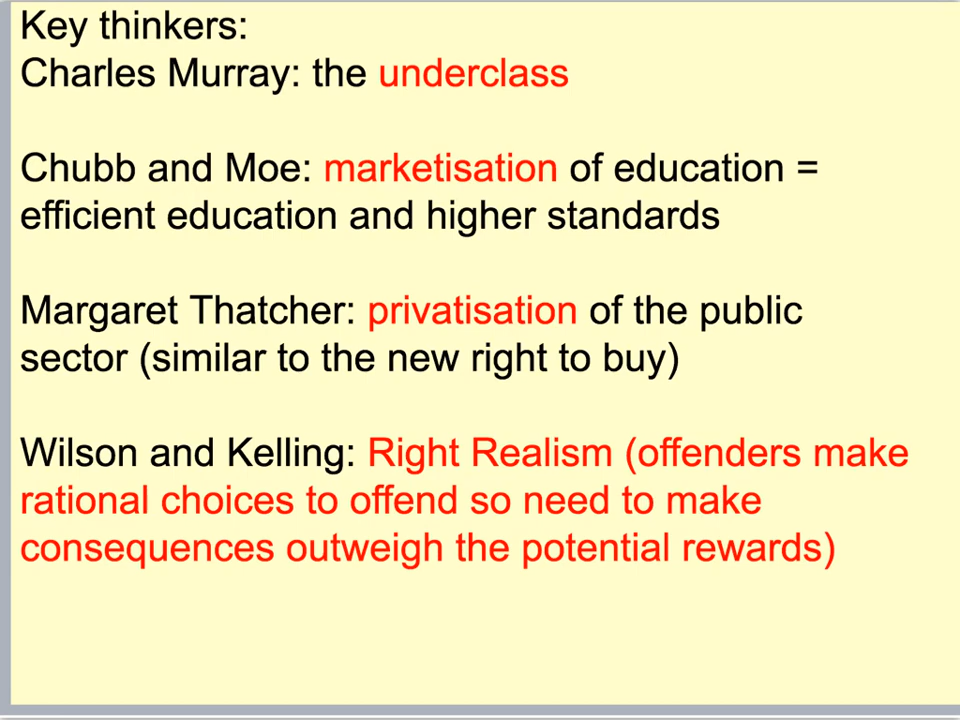 Key thinkers:
Charles Murray: the underclass
Chubb and Moe: marketisation of education =
efficient education and higher standards
Margaret Thatcher: privatisation of the public
sector (similar to the new right to buy)
Wilson and Kelling: Right Realism (offenders make
rational choices to offend so need to make
consequences outweigh the potential rewards)